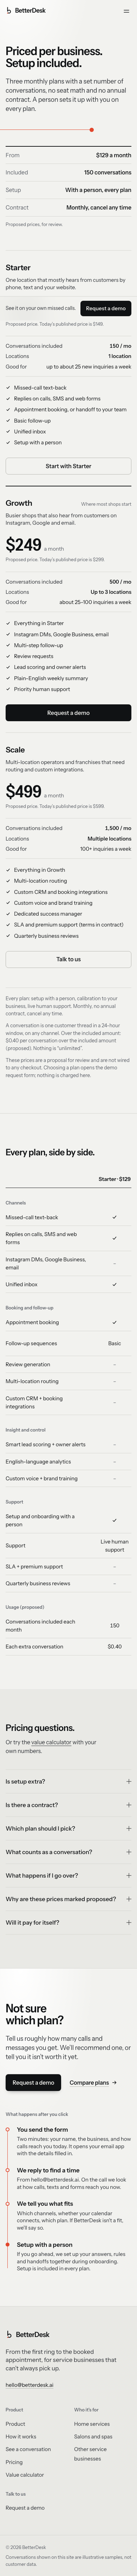 BetterDesk
Priced per business.
Setup included.
Three monthly plans with a set number of
conversations, no seat math and no annual
contract. A person sets it up with you on
every plan.
From $129 a month
Included 150 conversations
Setup With a person, every plan
Contract Monthly, cancel any time
Proposed prices, for review.
Starter
One location that mostly hears from customers by
phone, text and your website.
See it on your own missed calls. Request a demo
Proposed price. Today's published price is $149.
Conversations included 150 / mo
Locations 1 location
Good for up to about 25 new inquiries a week
Missed-call text-back
Replies on calls, SMS and web forms
Appointment booking, or handoff to your team
Basic follow-up
Unified inbox
Setup with a person
Start with Starter
Growth Where most shops start
Busier shops that also hear from customers on
Instagram, Google and email.
$249 a month
Proposed price. Today's published price is $299.
Conversations included 500 / mo
Locations Up to 3 locations
Good for about 25–100 inquiries a week
Everything in Starter
Instagram DMs, Google Business, email
Multi-step follow-up
Review requests
Lead scoring and owner alerts
Plain-English weekly summary
Priority human support
Request a demo
Scale
Multi-location operators and franchises that need
routing and custom integrations.
$499 a month
Proposed price. Today's published price is $599.
Conversations included 1,500 / mo
Locations Multiple locations
Good for 100+ inquiries a week
Everything in Growth
Multi-location routing
Custom CRM and booking integrations
Custom voice and brand training
Dedicated success manager
SLA and premium support (terms in contract)
Quarterly business reviews
Talk to us
Every plan: setup with a person, calibration to your
business, live human support. Monthly, no annual
contract, cancel any time.
A conversation is one customer thread in a 24-hour
window, on any channel. Over the included amount:
$0.40 per conversation over the included amount
(proposed). Nothing is "unlimited".
These prices are a proposal for review and are not wired
to any checkout. Choosing a plan opens the demo
request form; nothing is charged here.
Every plan, side by side.
Starter · $129
Channels
Missed-call text-back
Replies on calls, SMS and web
forms
Instagram DMs, Google Business, –
email
Unified inbox
Booking and follow-up
Appointment booking
Follow-up sequences Basic
Review generation –
Multi-location routing –
Custom CRM + booking –
integrations
Insight and control
Smart lead scoring + owner alerts –
English-language analytics –
Custom voice + brand training –
Support
Setup and onboarding with a
person
Support Live human
support
SLA + premium support –
Quarterly business reviews –
Usage (proposed)
Conversations included each 150
month
Each extra conversation $0.40
Pricing questions.
Or try the value calculator with your
own numbers.
Is setup extra?
Is there a contract?
Which plan should I pick?
What counts as a conversation?
What happens if I go over?
Why are these prices marked proposed?
Will it pay for itself?
Not sure
which plan?
Tell us roughly how many calls and
messages you get. We'll recommend one, or
tell you it isn't worth it yet.
Request a demo Compare plans →
What happens after you click
You send the form
Two minutes: your name, the business, and how
calls reach you today. It opens your email app
with the details filled in.
We reply to find a time
From hello@betterdesk.ai. On the call we look
at how calls, texts and forms reach you now.
We tell you what fits
Which channels, whether your calendar
connects, which plan. If BetterDesk isn't a fit,
we'll say so.
Setup with a person
If you go ahead, we set up your answers, rules
and handoffs together during onboarding.
Setup is included in every plan.
BetterDesk
From the first ring to the booked
appointment, for service businesses that
can't always pick up.
hello@betterdesk.ai
Product Who it's for
Product Home services
How it works Salons and spas
See a conversation Other service
businesses
Pricing
Value calculator
Talk to us
Request a demo
© 2026 BetterDesk
Conversations shown on this site are illustrative samples, not
customer data.